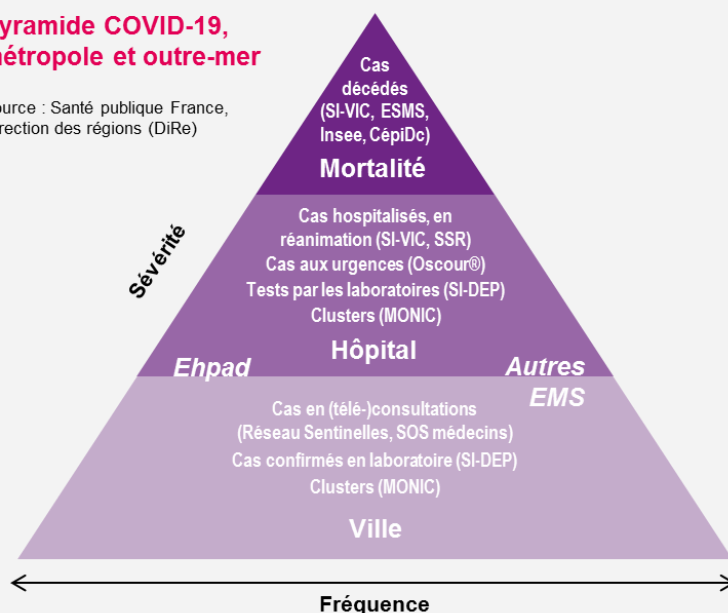 yramide COVID-19,
nétropole et outre-mer
ource : Santé publique France,
rection des régions (DiRe)
Cas
décédés
(SI-VIC, ESMS,
Insee, CépiDc)
Mortalité
Sévérité
Cas hospitalisés, en
réanimation (SI-VIC, SSR)
Cas aux urgences (Oscour®)
Tests par les laboratoires (SI-DEP)
Clusters (MONIC)
Hôpital
Ehpad
Autres
EMS
Cas en (télé-)consultations
(Réseau Sentinelles, SOS médecins)
Cas confirmés en laboratoire (SI-DEP)
Clusters (MONIC)
Ville
Fréquence